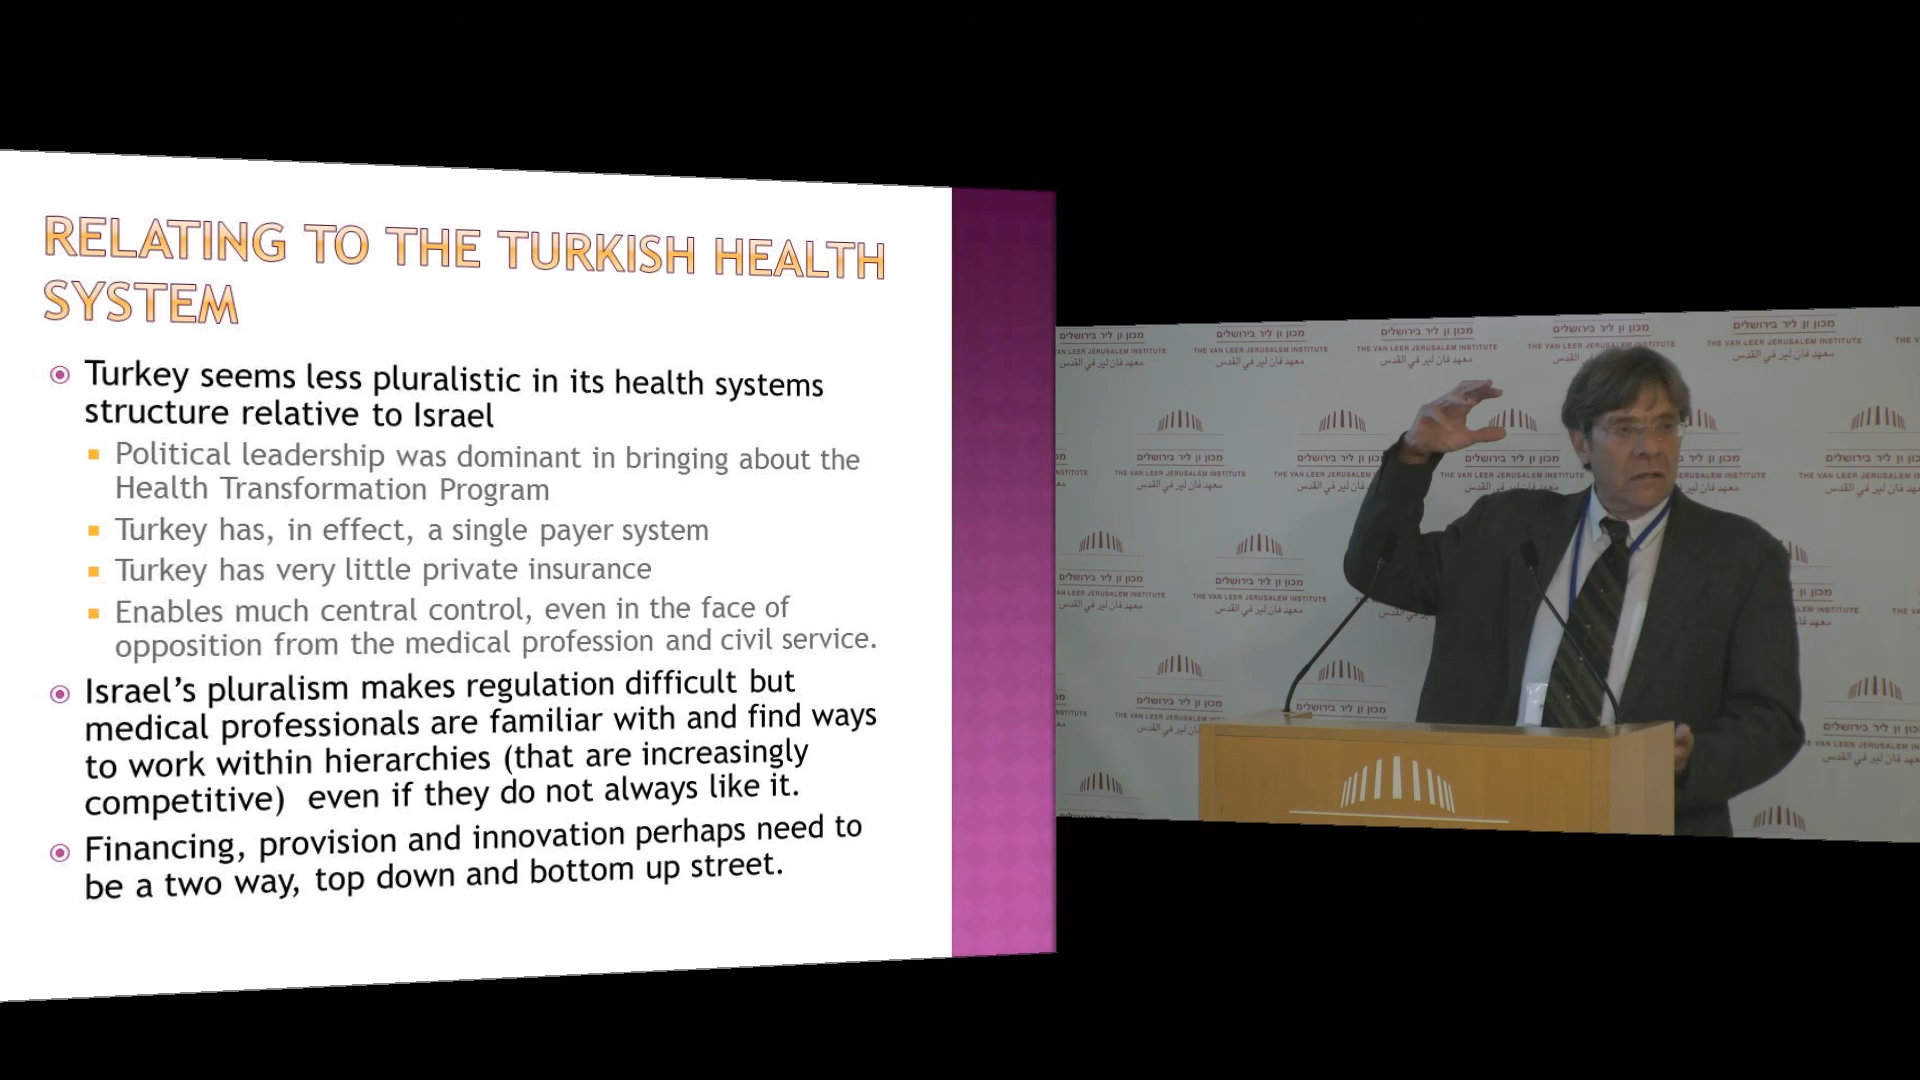 RELATING TO THE TURKISH HEALTH
SYSTEM
Turkey seems less pluralistic in its health systems
structure relative to Israel
Political leadership was dominant in bringing about the
Health Transformation Program
Turkey has, in effect, a single payer system
Turkey has very little private insurance
Enables much central control, even in the face of
opposition from the medical profession and civil service.
Israel's pluralism makes regulation difficult but
medical professionals are familiar with and find ways
to work within hierarchies (that are increasingly
competitive) even if they do not always like it.
Financing, provision and innovation perhaps need to
be a two way, top down and bottom up street.
מכון ון ליר בירושלים
THE VAN LEER JERUSALEM INSTITUTE
معهد فان لير في القدس